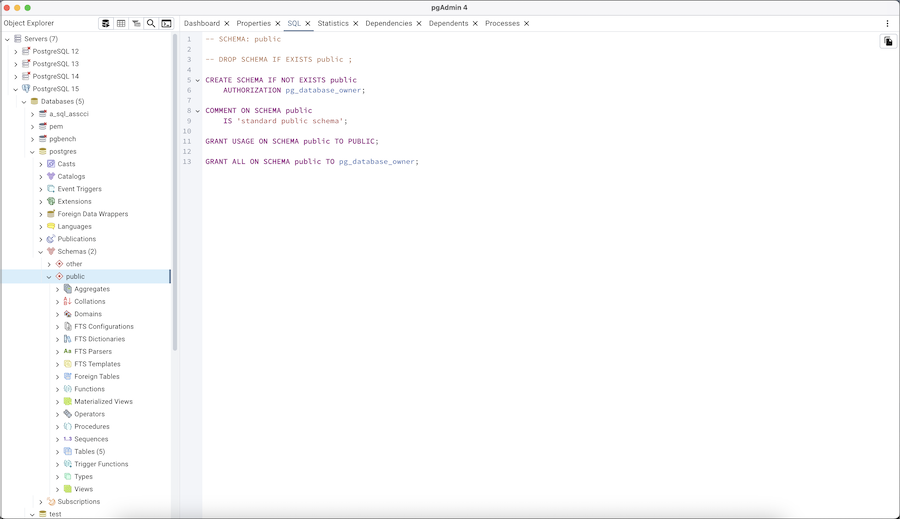 pgAdmin 4
Object Explorer
Dashboard Properties SQL Statistics Dependencies Dependents Processes
Servers (7)
PostgreSQL 12
PostgreSQL 13
PostgreSQL 14
PostgreSQL 15
Databases (5)
a_sql_asscci
pem
pgbench
postgres
Casts
Catalogs
Event Triggers
Extensions
Foreign Data Wrappers
Languages
Publications
Schemas (2)
other
public
Aggregates
Collations
Domains
FTS Configurations
FTS Dictionaries
Aa FTS Parsers
FTS Templates
Foreign Tables
Functions
Materialized Views
Operators
Procedures
1..3 Sequences
Tables (5)
Trigger Functions
Types
Views
Subscriptions
test
1 -- SCHEMA: public
2
3 -- DROP SCHEMA IF EXISTS public ;
4
5 CREATE SCHEMA IF NOT EXISTS public
6 AUTHORIZATION pg_database_owner;
7
8 COMMENT ON SCHEMA public
9 IS 'standard public schema';
10
11 GRANT USAGE ON SCHEMA public TO PUBLIC;
12
13 GRANT ALL ON SCHEMA public TO pg_database_owner;